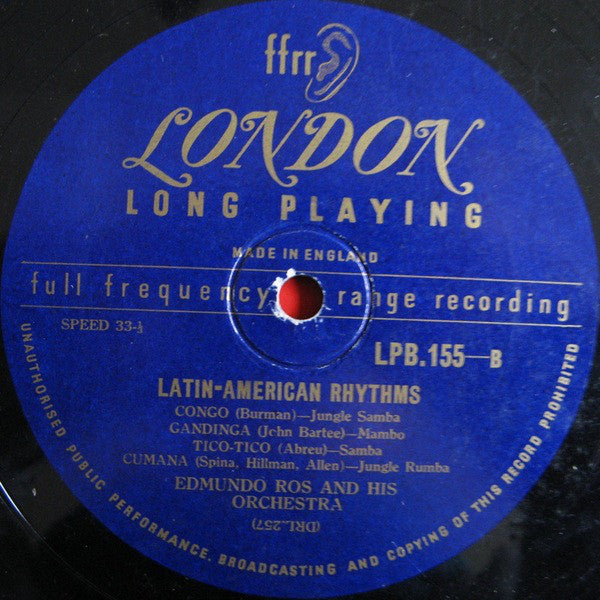 ffrr
LONDON
LONG PLAYING
MADE IN ENGLAND
full frequency range recording
SPEED 33-⅓
LPB.155—B
LATIN-AMERICAN RHYTHMS
CONGO (Burman)—Jungle Samba
GANDINGA (John Bartee)—Mambo
TICO-TICO (Abreu)—Samba
CUMANA (Spina, Hillman, Allen)—Jungle Rumba
EDMUNDO ROS AND HIS
ORCHESTRA
(DRL.257)
UNAUTHORISED PUBLIC PERFORMANCE, BROADCASTING AND COPYING OF THIS RECORD PROHIBITED